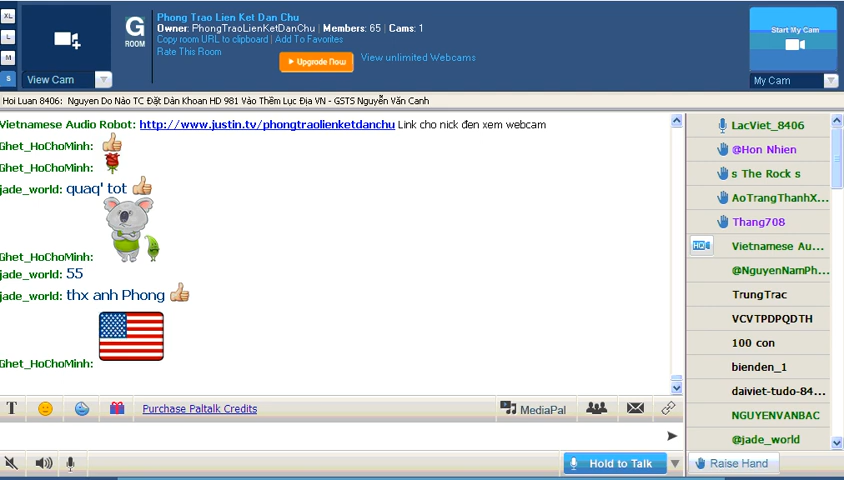 XL
L
M
S
View Cam
G
ROOM
Phong Trao Lien Ket Dan Chu
Owner: PhongTraoLienKetDanChu | Members: 65 | Cams: 1
Copy room URL to clipboard | Add To Favorites
Rate This Room
Upgrade Now
View unlimited Webcams
Start My Cam
My Cam
Hoi Luan 8406: Nguyen Do Nào TC Đặt Dàn Khoan HD 981 Vào Thềm Lục Địa VN - GSTS Nguyễn Văn Canh
Vietnamese Audio Robot: http://www.justin.tv/phongtraolienketdanchu Link cho nick đen xem webcam
Ghet_HoChoMinh:
Ghet_HoChoMinh:
jade_world: quaq' tot
Ghet_HoChoMinh:
jade_world: 55
jade_world: thx anh Phong
Ghet_HoChoMinh:
LacViet_8406
@Hon Nhien
s The Rock s
AoTrangThanhX...
Thang708
HD
Vietnamese Au...
@NguyenNamPh...
TrungTrac
VCVTPDPQDTH
100 con
bienden_1
daiviet-tudo-84...
NGUYENVANBAC
@jade_world
T
Purchase Paltalk Credits
MediaPal
Hold to Talk
Raise Hand